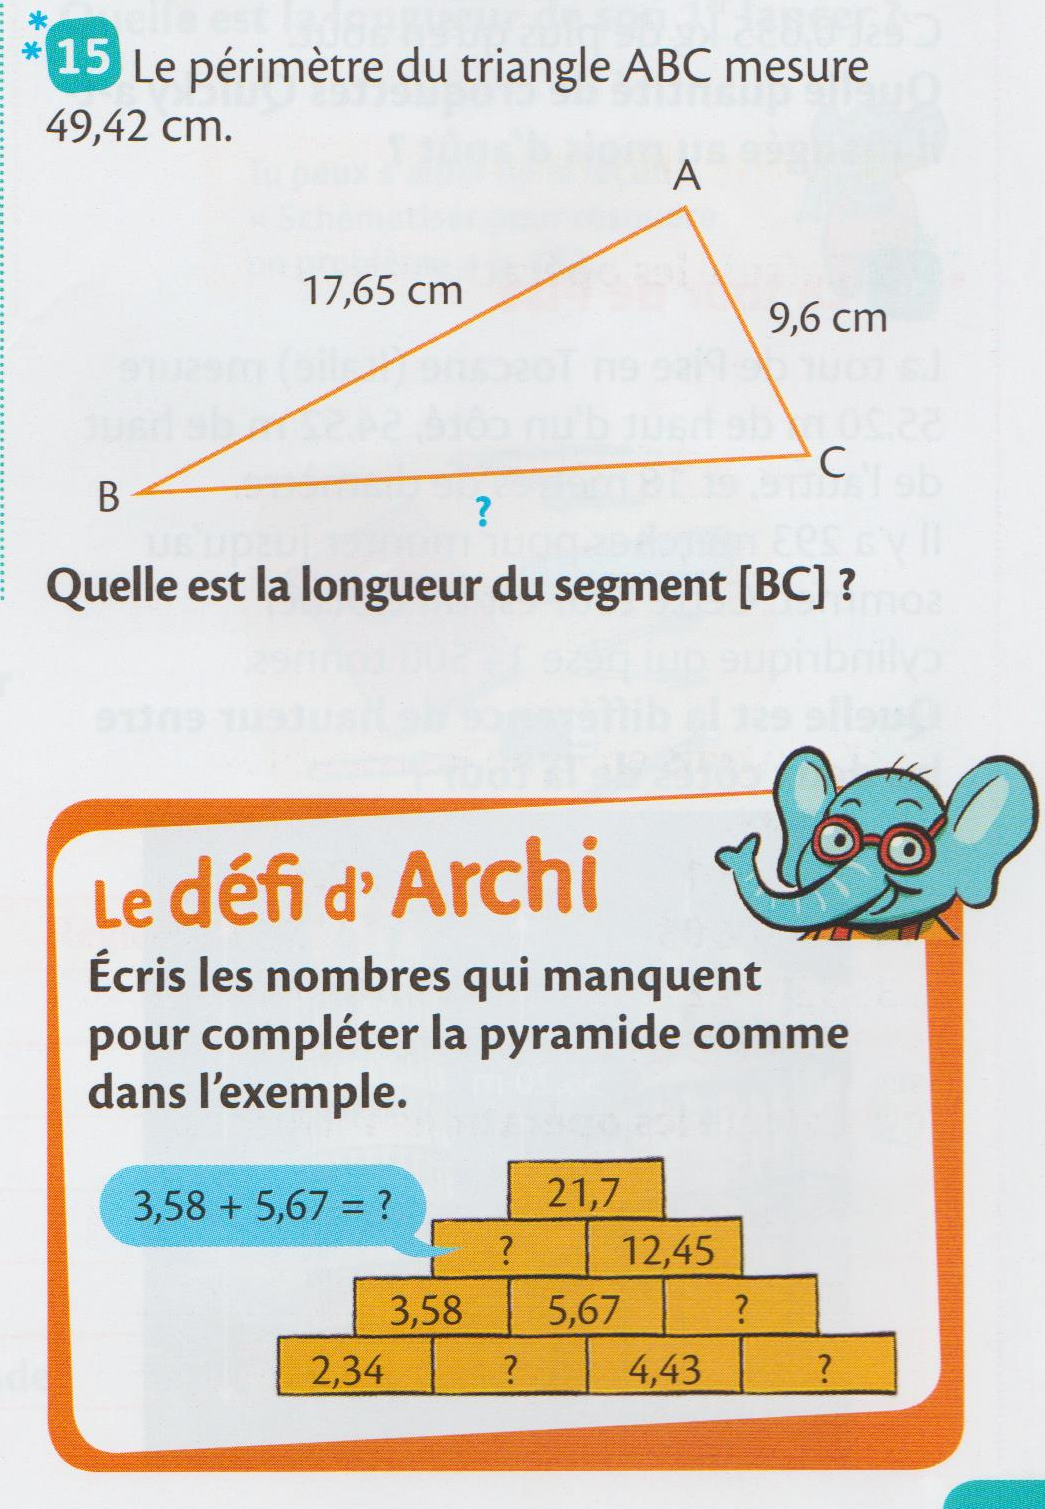 **
15 Le périmètre du triangle ABC mesure
49,42 cm.
A
17,65 cm
9,6 cm
C
B
?
Quelle est la longueur du segment [BC] ?
Le défi d’ Archi
Écris les nombres qui manquent
pour compléter la pyramide comme
dans l’exemple.
3,58 + 5,67 = ?
21,7
? 12,45
3,58 5,67 ?
2,34 ? 4,43 ?